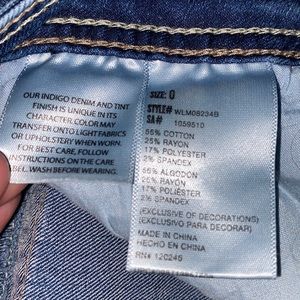 OUR INDIGO DENIM AND TINT
FINISH IS UNIQUE IN ITS
CHARACTER. COLOR MAY
TRANSFER ONTO LIGHT FABRICS
OR UPHOLSTERY WHEN WORN.
FOR BEST CARE, FOLLOW
INSTRUCTIONS ON THE CARE
LABEL. WASH BEFORE WEARING.
SIZE: 0
STYLE# WLM08234B
SA# 1059510
56% COTTON
25% RAYON
17% POLYESTER
2% SPANDEX
56% ALGODON
25% RAYON
17% POLIESTER
2% SPANDEX
(EXCLUSIVE OF DECORATIONS)
(EXCLUSIVO PARA DECORAR)
MADE IN CHINA
HECHO EN CHINA
RN# 120245